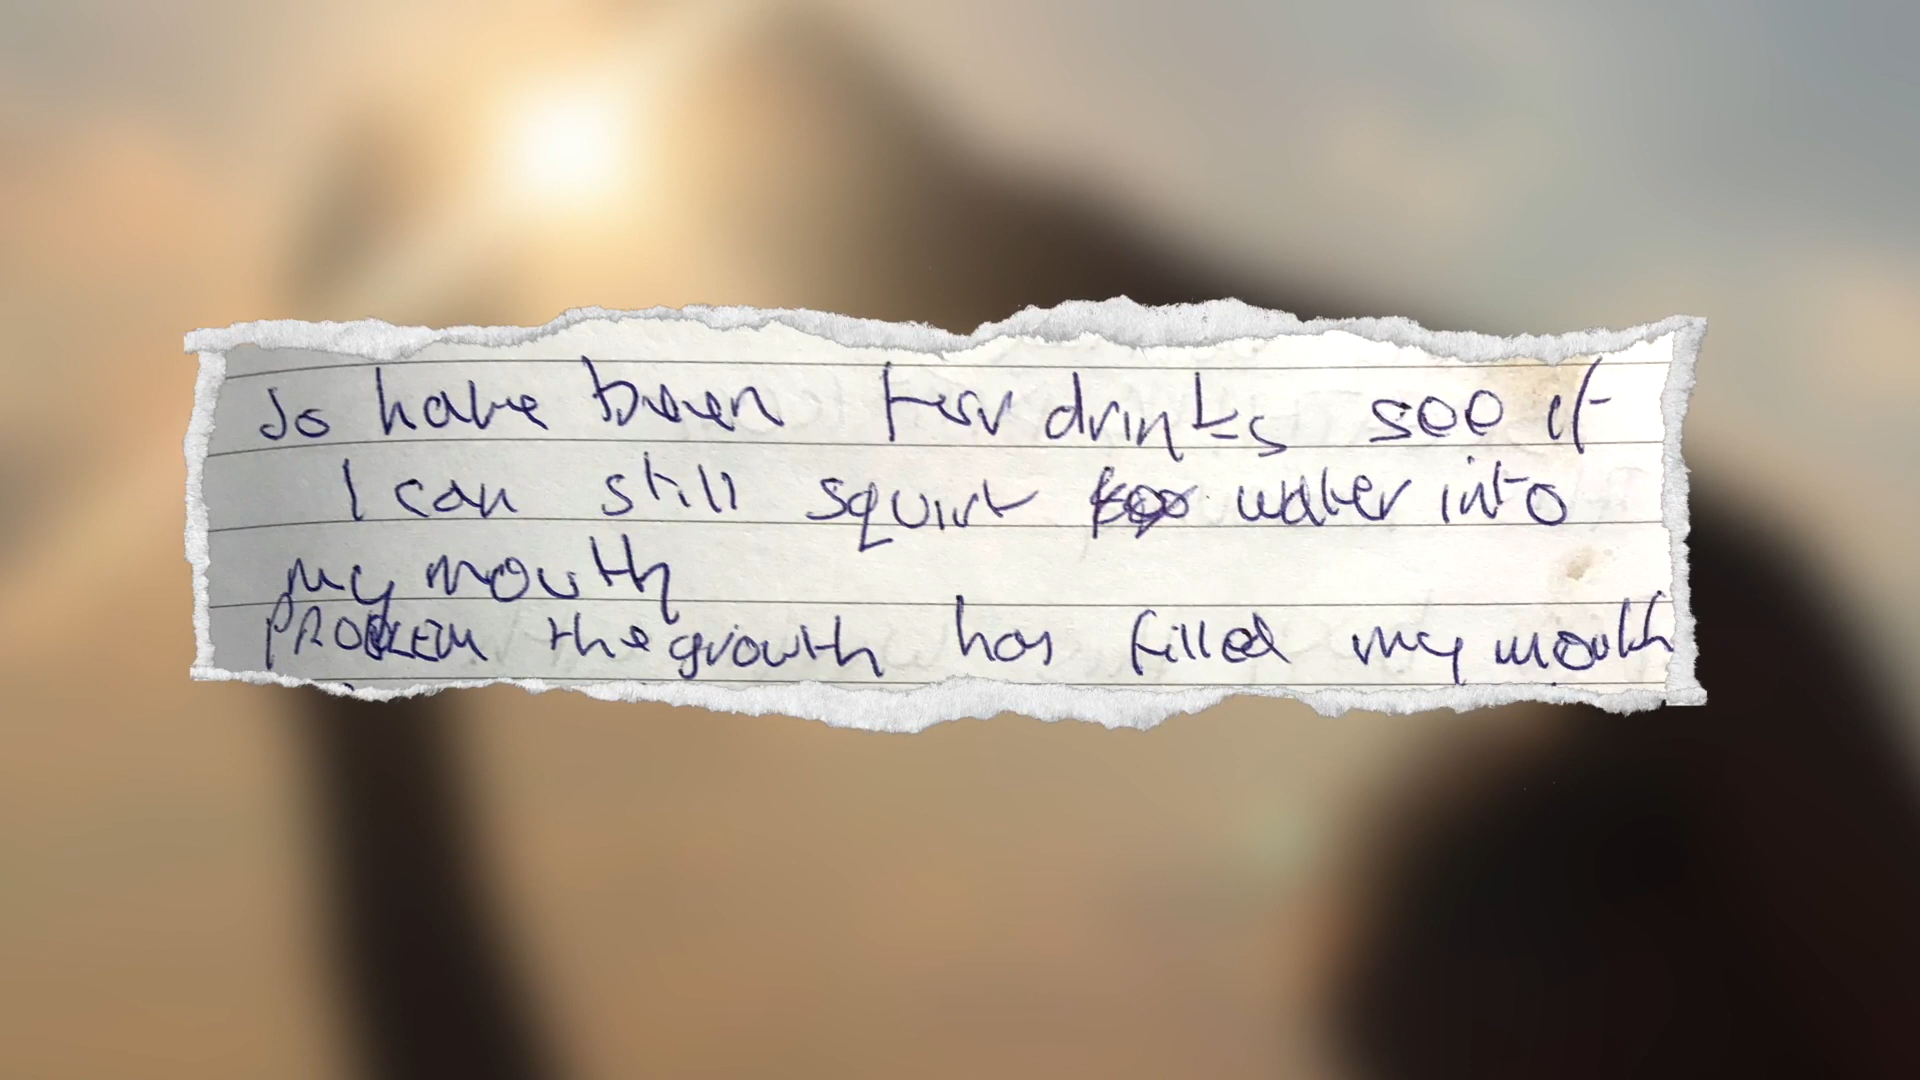 So have been few drinks see if
I can still squirt water into
my mouth
PROBLEM the growth has filled my mouth